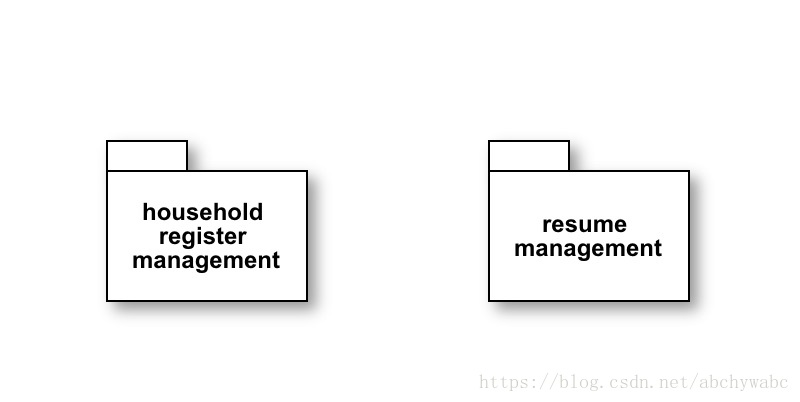 household
register
management
resume
management
https://blog.csdn.net/abchywabc